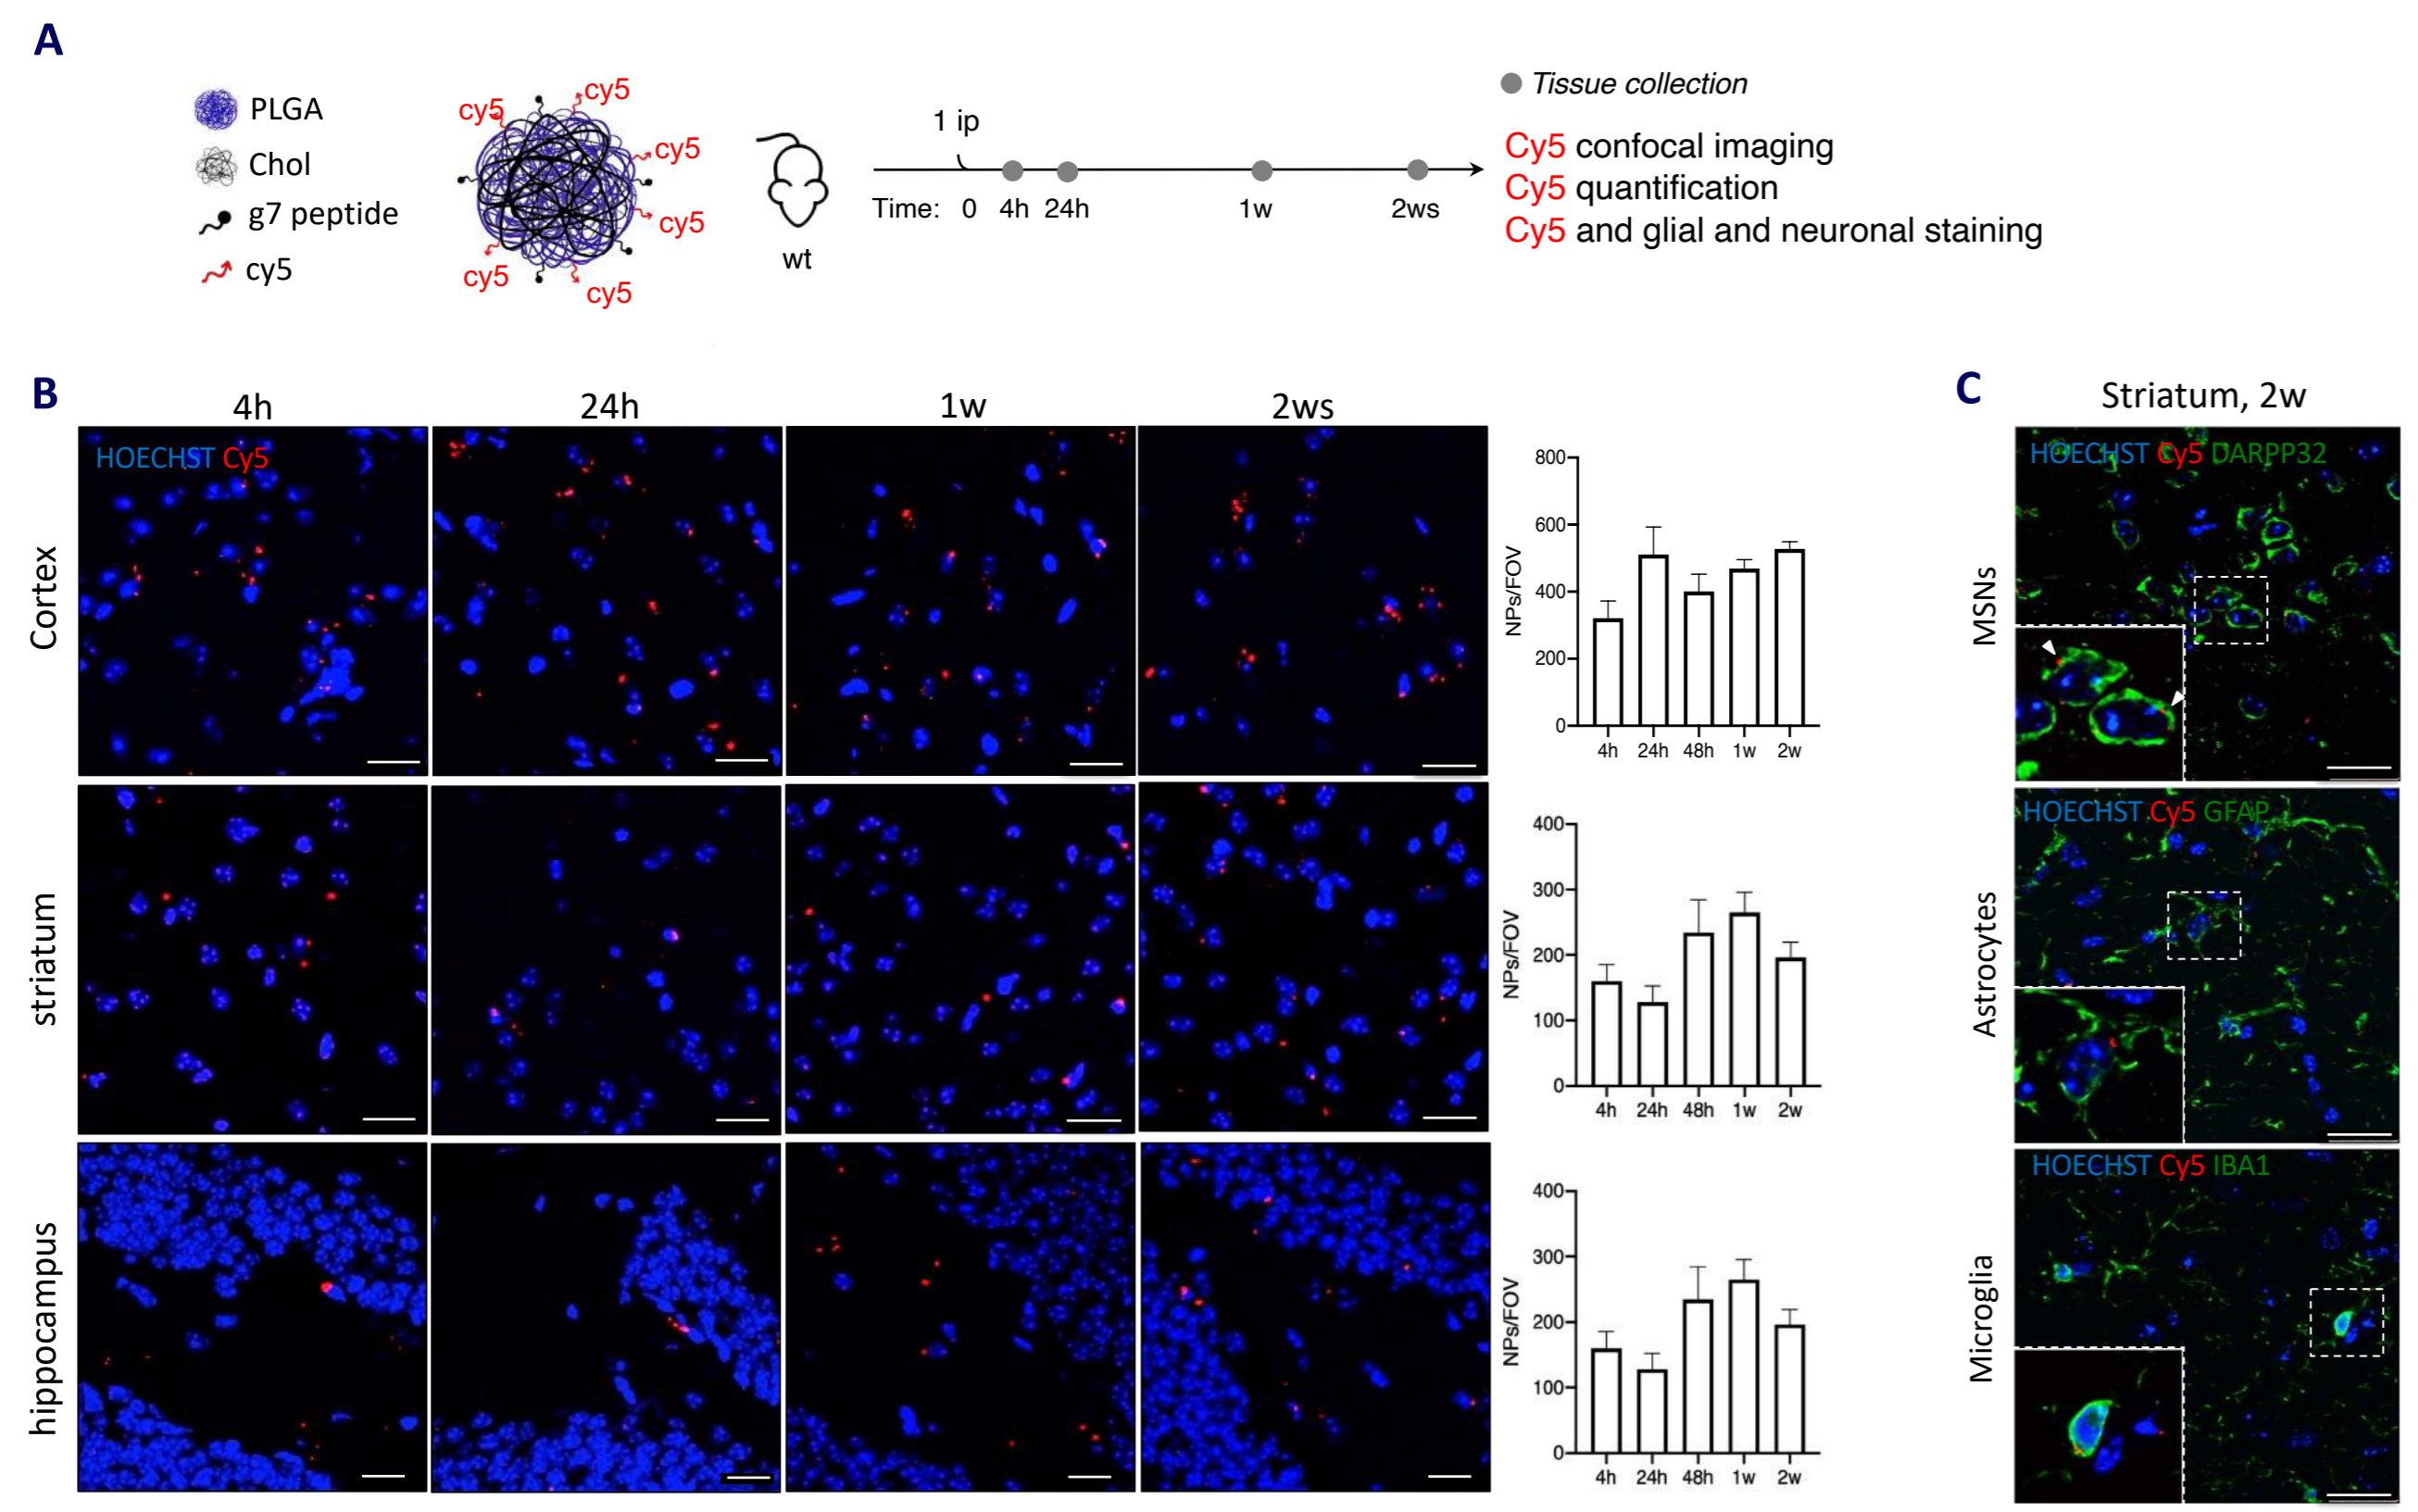 A
PLGA
Chol
g7 peptide
cy5
cy5
cy5
cy5
cy5
cy5
cy5
wt
1 ip
Time: 0 4h 24h 1w 2ws
Tissue collection
Cy5 confocal imaging
Cy5 quantification
Cy5 and glial and neuronal staining
B
4h 24h 1w 2ws
Cortex
HOECHST Cy5
NPs/FOV
800
600
400
200
0
4h 24h 48h 1w 2w
striatum
NPs/FOV
400
300
200
100
0
4h 24h 48h 1w 2w
hippocampus
NPs/FOV
400
300
200
100
0
4h 24h 48h 1w 2w
C
Striatum, 2w
MSNs
HOECHST Cy5 DARPP32
Astrocytes
HOECHST Cy5 GFAP
Microglia
HOECHST Cy5 IBA1